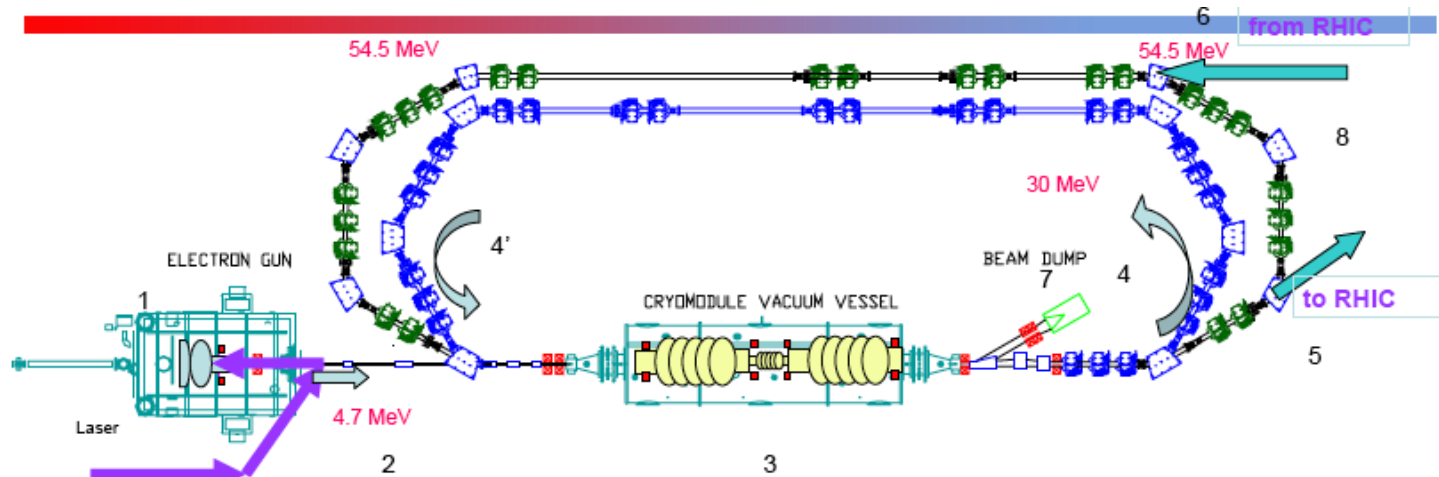 6
from RHIC
54.5 MeV
54.5 MeV
8
30 MeV
4'
ELECTRON GUN
BEAM DUMP
7
4
1
CRYOMODULE VACUUM VESSEL
to RHIC
5
4.7 MeV
Laser
2
3